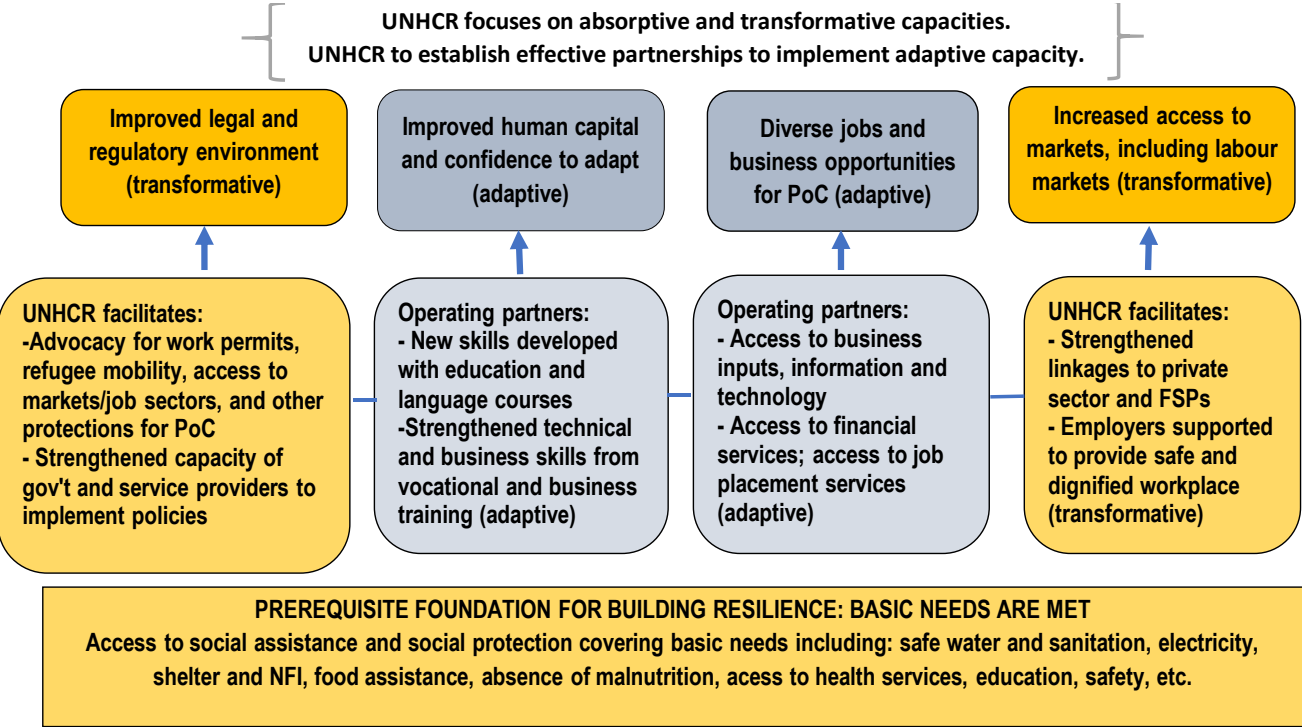 UNHCR focuses on absorptive and transformative capacities.
UNHCR to establish effective partnerships to implement adaptive capacity.
Improved legal and
regulatory environment
(transformative)
Improved human capital
and confidence to adapt
(adaptive)
Diverse jobs and
business opportunities
for PoC (adaptive)
Increased access to
markets, including labour
markets (transformative)
UNHCR facilitates:
-Advocacy for work permits,
refugee mobility, access to
markets/job sectors, and other
protections for PoC
- Strengthened capacity of
gov't and service providers to
implement policies
Operating partners:
- New skills developed
with education and
language courses
-Strengthened technical
and business skills from
vocational and business
training (adaptive)
Operating partners:
- Access to business
inputs, information and
technology
- Access to financial
services; access to job
placement services
(adaptive)
UNHCR facilitates:
- Strengthened
linkages to private
sector and FSPs
- Employers supported
to provide safe and
dignified workplace
(transformative)
PREREQUISITE FOUNDATION FOR BUILDING RESILIENCE: BASIC NEEDS ARE MET
Access to social assistance and social protection covering basic needs including: safe water and sanitation, electricity,
shelter and NFI, food assistance, absence of malnutrition, acess to health services, education, safety, etc.